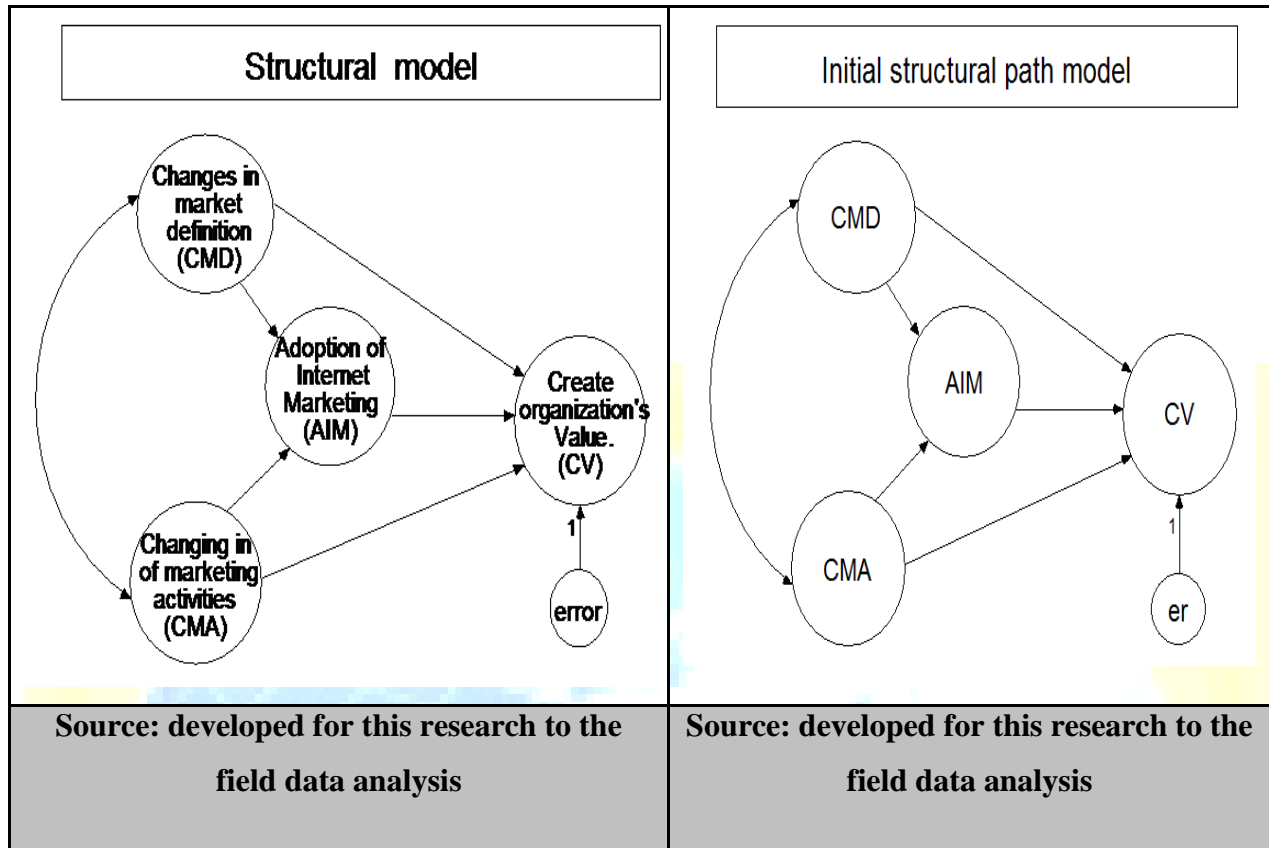 Structural model
Changes in
market
definition
(CMD)
Adoption of
Internet
Marketing
(AIM)
Create
organization's
Value.
(CV)
Changing in
of marketing
activities
(CMA)
1
error
Source: developed for this research to the
field data analysis
Initial structural path model
CMD
AIM
CV
CMA
1
er
Source: developed for this research to the
field data analysis